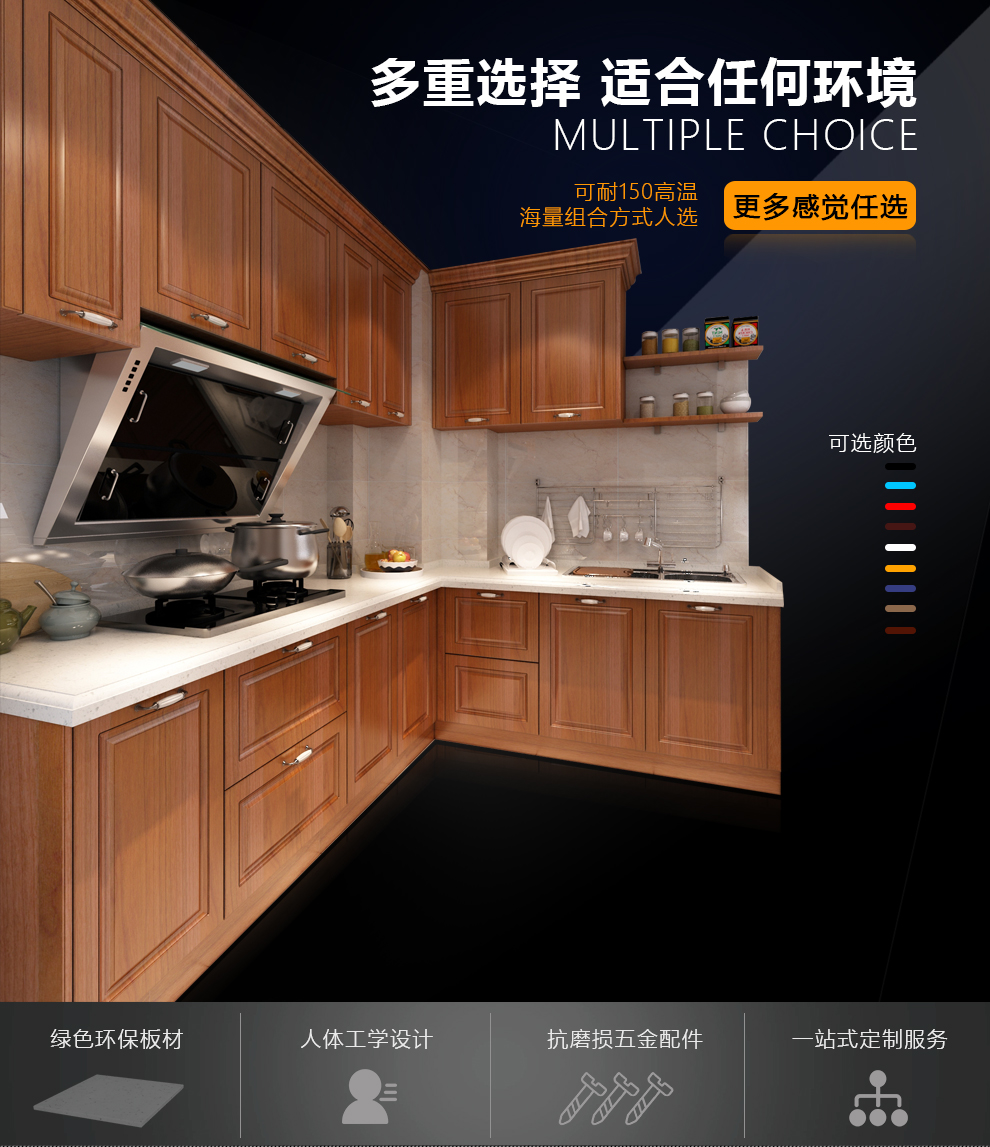 多重选择 适合任何环境
MULTIPLE CHOICE
可耐150高温
海量组合方式人选
更多感觉任选
可选颜色
绿色环保板材
人体工学设计
抗磨损五金配件
一站式定制服务